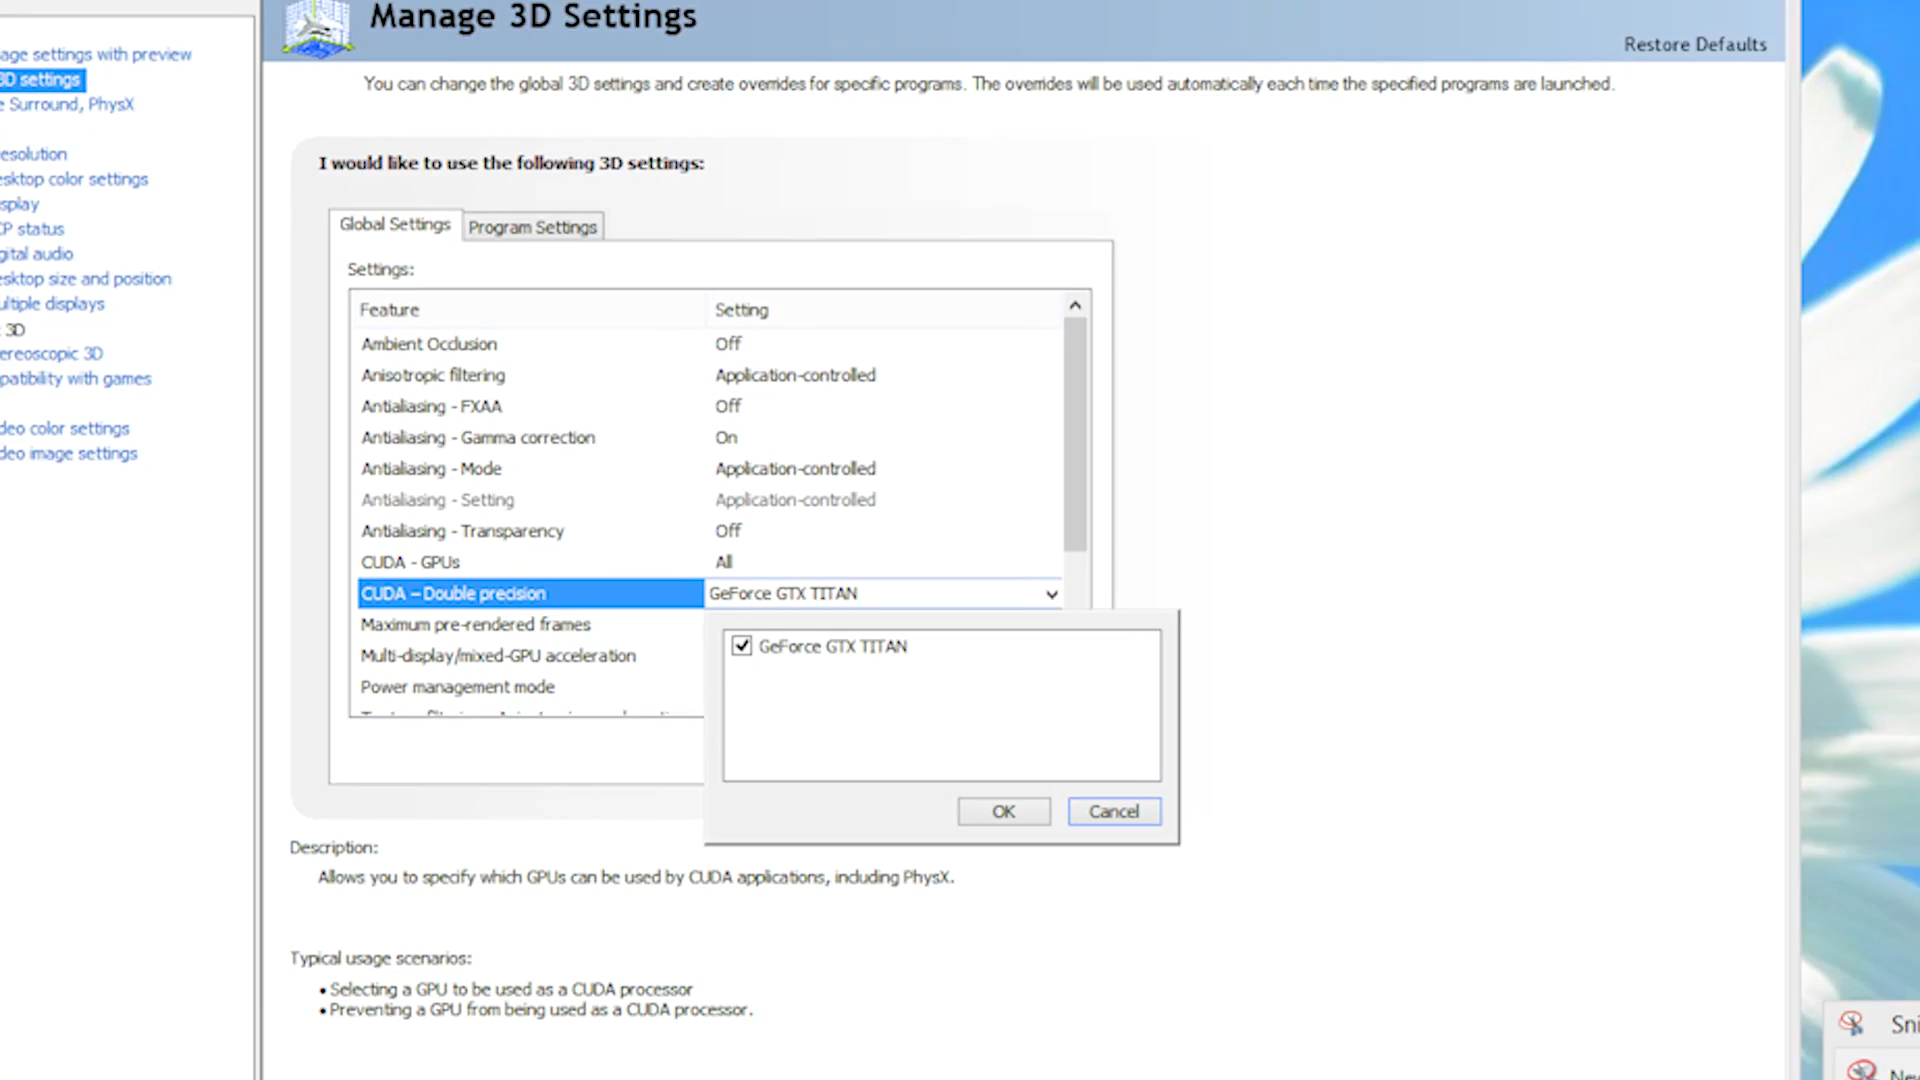 Manage 3D Settings
Restore Defaults
You can change the global 3D settings and create overrides for specific programs. The overrides will be used automatically each time the specified programs are launched.
age settings with preview
3D settings
e Surround, PhysX
esolution
esktop color settings
splay
CP status
gital audio
esktop size and position
ultiple displays
: 3D
ereoscopic 3D
patibility with games
deo color settings
deo image settings
I would like to use the following 3D settings:
Global Settings
Program Settings
Settings:
Feature Setting
Ambient Occlusion Off
Anisotropic filtering Application-controlled
Antialiasing - FXAA Off
Antialiasing - Gamma correction On
Antialiasing - Mode Application-controlled
Antialiasing - Setting Application-controlled
Antialiasing - Transparency Off
CUDA - GPUs All
CUDA – Double precision GeForce GTX TITAN
Maximum pre-rendered frames
Multi-display/mixed-GPU acceleration
Power management mode
GeForce GTX TITAN
OK
Cancel
Description:
Allows you to specify which GPUs can be used by CUDA applications, including PhysX.
Typical usage scenarios:
• Selecting a GPU to be used as a CUDA processor
• Preventing a GPU from being used as a CUDA processor.
Sni